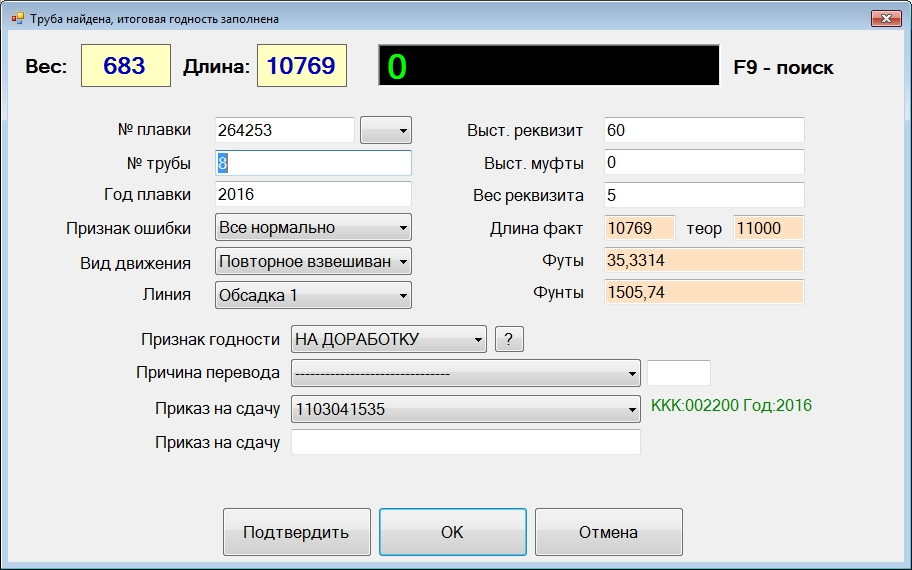 Труба найдена, итоговая годность заполнена
Вес: 683 Длина: 10769 0 F9 - поиск
№ плавки 264253 Выст. реквизит 60
№ трубы 8 Выст. муфты 0
Год плавки 2016 Вес реквизита 5
Признак ошибки Все нормально Длина факт 10769 теор 11000
Вид движения Повторное взвешиван Футы 35,3314
Линия Обсадка 1 Фунты 1505,74
Признак годности НА ДОРАБОТКУ ?
Причина перевода -------------------------------
Приказ на сдачу 1103041535 ККК:002200 Год:2016
Приказ на сдачу
Подтвердить OK Отмена